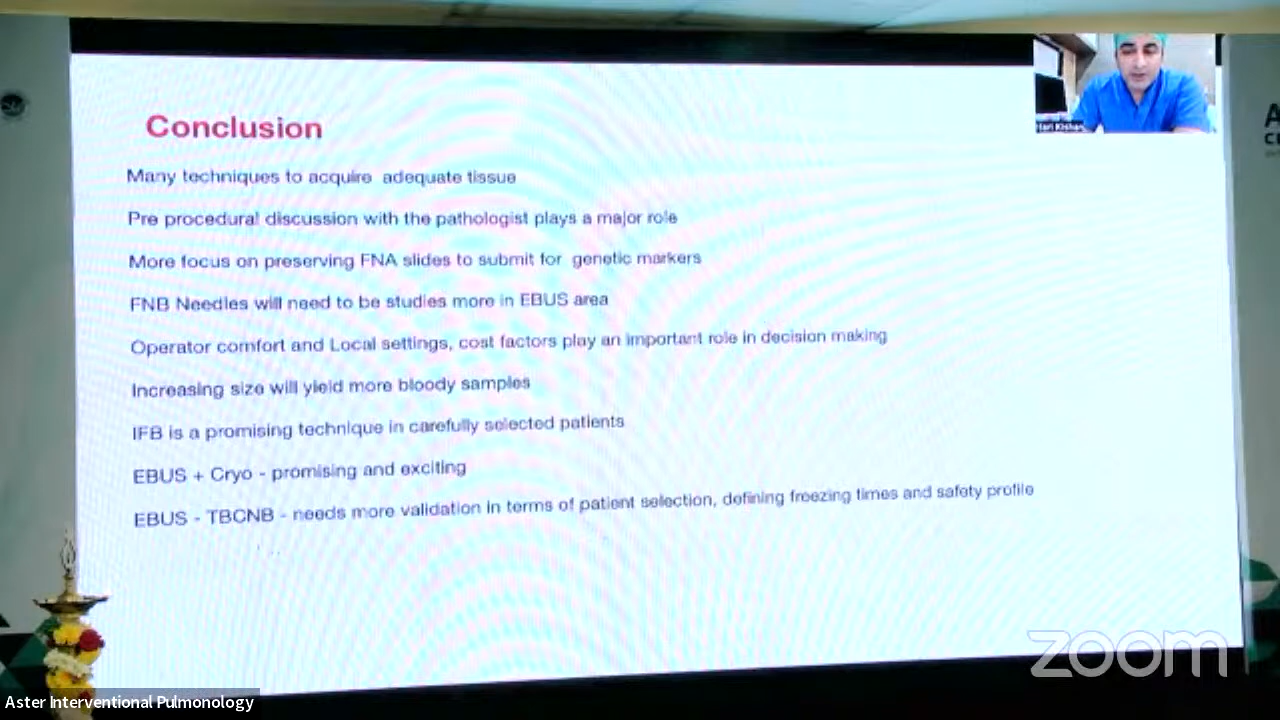 Conclusion
Many techniques to acquire adequate tissue
Pre procedural discussion with the pathologist plays a major role
More focus on preserving FNA slides to submit for genetic markers
FNB Needles will need to be studies more in EBUS area
Operator comfort and Local settings, cost factors play an important role in decision making
Increasing size will yield more bloody samples
IFB is a promising technique in carefully selected patients
EBUS + Cryo - promising and exciting
EBUS - TBCNB - needs more validation in terms of patient selection, defining freezing times and safety profile
Hari Kishan
zoom
Aster Interventional Pulmonology